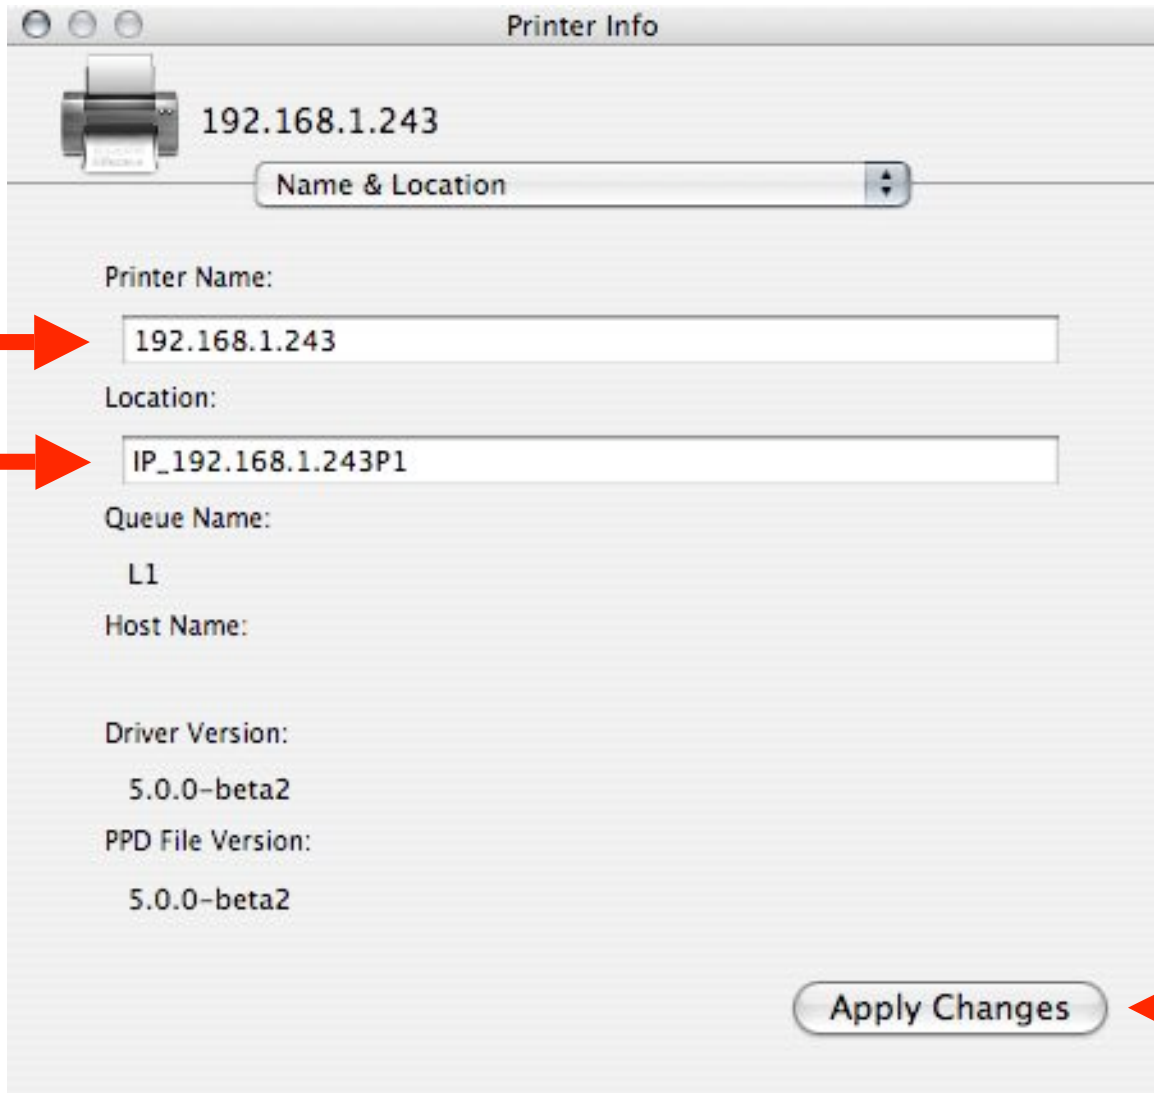 Printer Info
192.168.1.243
Name & Location
Printer Name:
192.168.1.243
Location:
IP_192.168.1.243P1
Queue Name:
L1
Host Name:
Driver Version:
5.0.0-beta2
PPD File Version:
5.0.0-beta2
Apply Changes